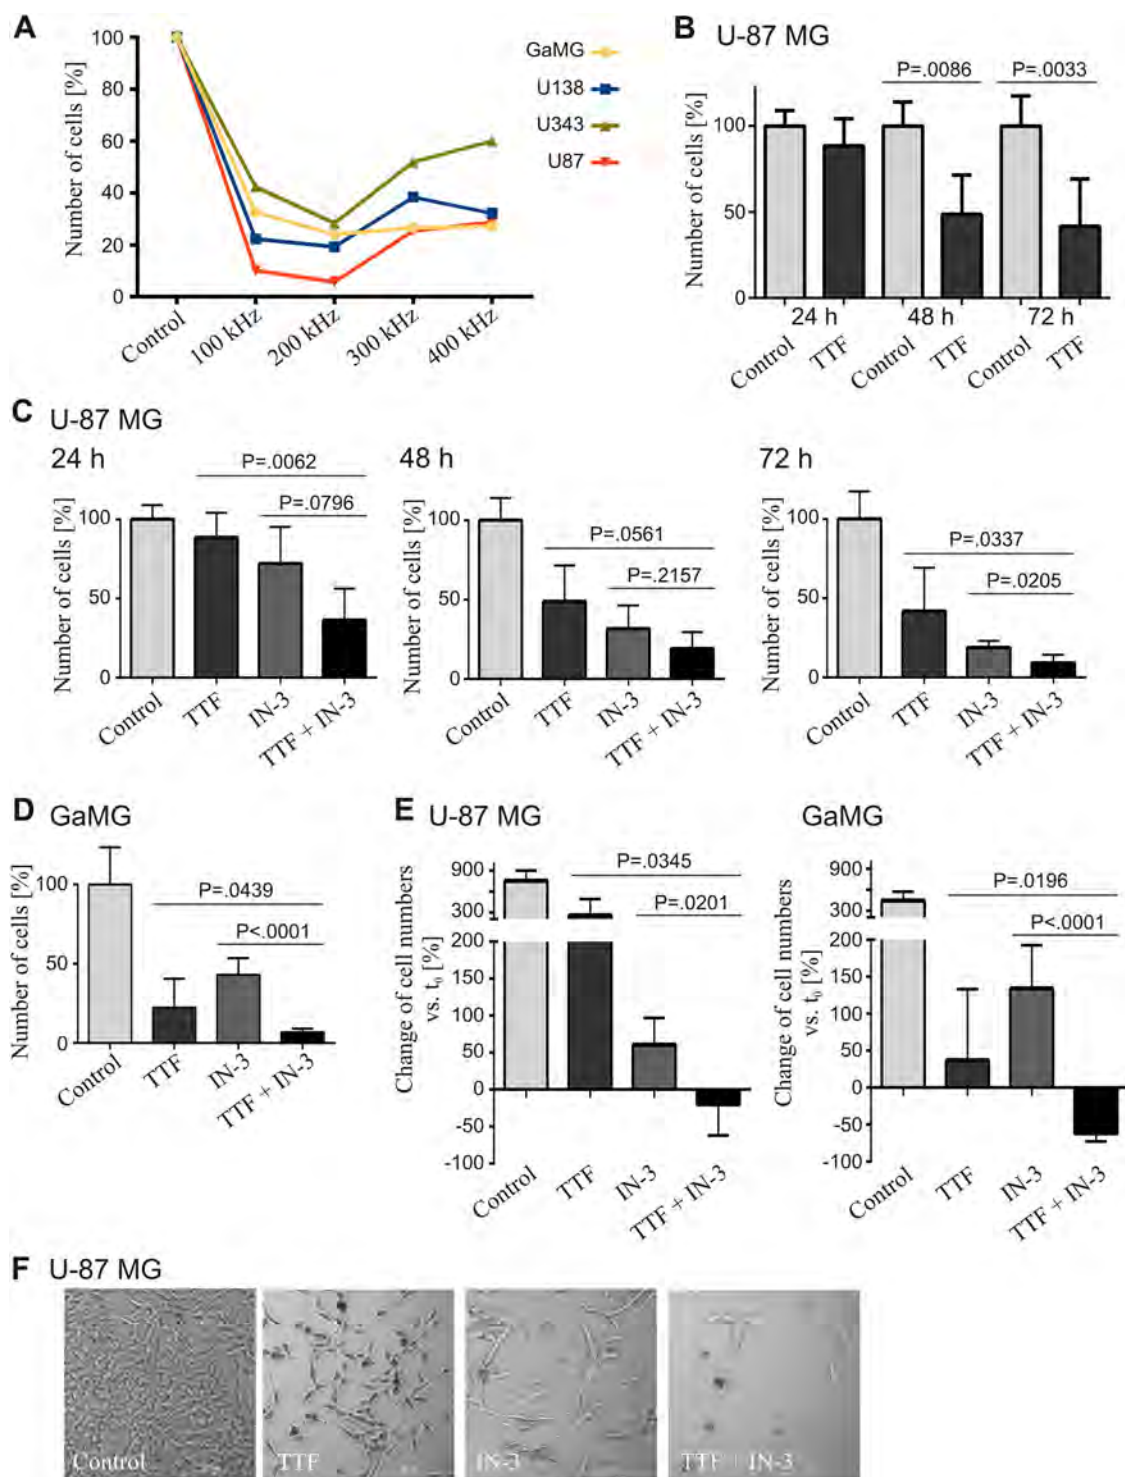 A
Number of cells [%]
100
80
60
40
20
0
Control
100 kHz
200 kHz
300 kHz
400 kHz
GaMG
U138
U343
U87
B U-87 MG
P=.0086 P=.0033
Number of cells [%]
100
50
0
24 h 48 h 72 h
Control TTF Control TTF Control TTF
C U-87 MG
24 h
P=.0062
P=.0796
Number of cells [%]
100
50
0
Control TTF IN-3 TTF + IN-3
48 h
P=.0561
P=.2157
Number of cells [%]
100
50
0
Control TTF IN-3 TTF + IN-3
72 h
P=.0337
P=.0205
Number of cells [%]
100
50
0
Control TTF IN-3 TTF + IN-3
D GaMG
P=.0439
P<.0001
Number of cells [%]
100
50
0
Control TTF IN-3 TTF + IN-3
E U-87 MG
P=.0345
P=.0201
Change of cell numbers
vs. t0 [%]
900
300
200
150
100
50
0
-50
-100
Control TTF IN-3 TTF + IN-3
GaMG
P=.0196
P<.0001
Change of cell numbers
vs. t0 [%]
900
300
200
150
100
50
0
-50
-100
Control TTF IN-3 TTF + IN-3
F U-87 MG
Control TTF IN-3 TTF + IN-3